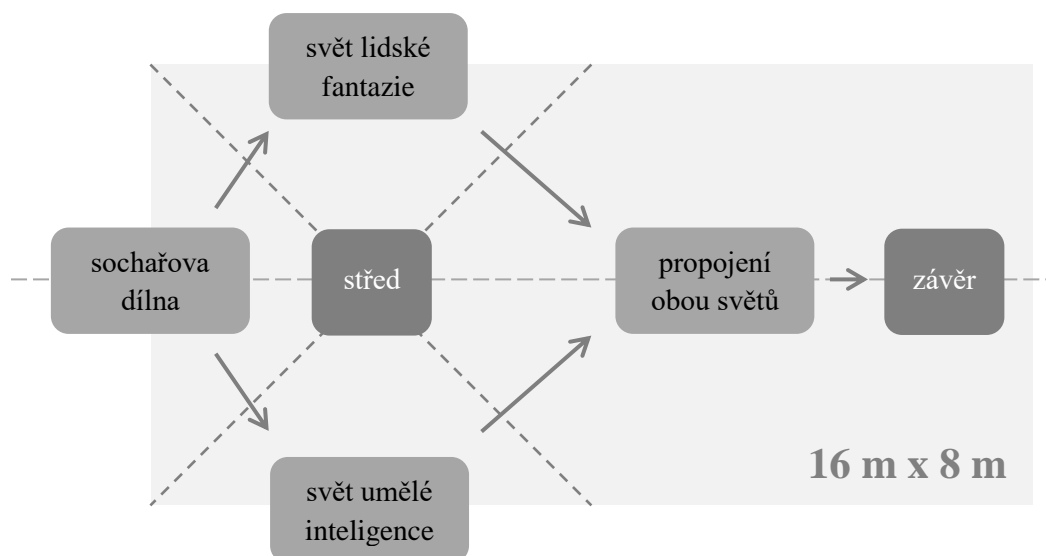 svět lidské
fantazie
sochařova
dílna
střed
propojení
obou světů
závěr
svět umělé
inteligence
16 m x 8 m